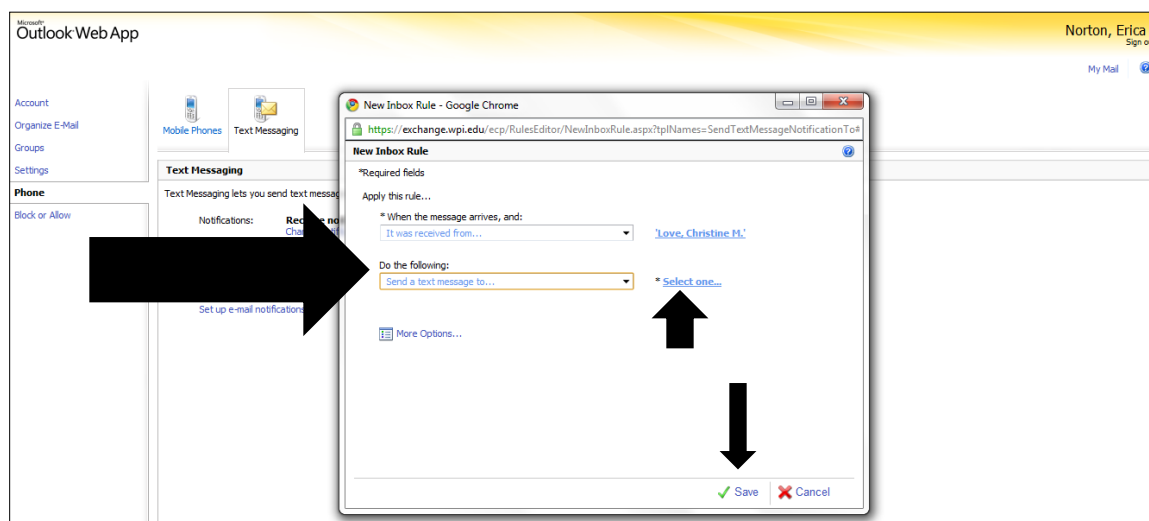 Microsoft®
Outlook Web App
Norton, Erica
Sign o
My Mail
Account
Organize E-Mail
Groups
Settings
Phone
Block or Allow
Mobile Phones
Text Messaging
Text Messaging
Text Messaging lets you send text messag
Notifications:
Set up e-mail notifications
New Inbox Rule - Google Chrome
https://exchange.wpi.edu/ecp/RulesEditor/NewInboxRule.aspx?tplNames=SendTextMessageNotificationTo
New Inbox Rule
*Required fields
Apply this rule...
* When the message arrives, and:
It was received from...
'Love, Christine M.'
Do the following:
Send a text message to...
* Select one...
More Options...
Save
Cancel